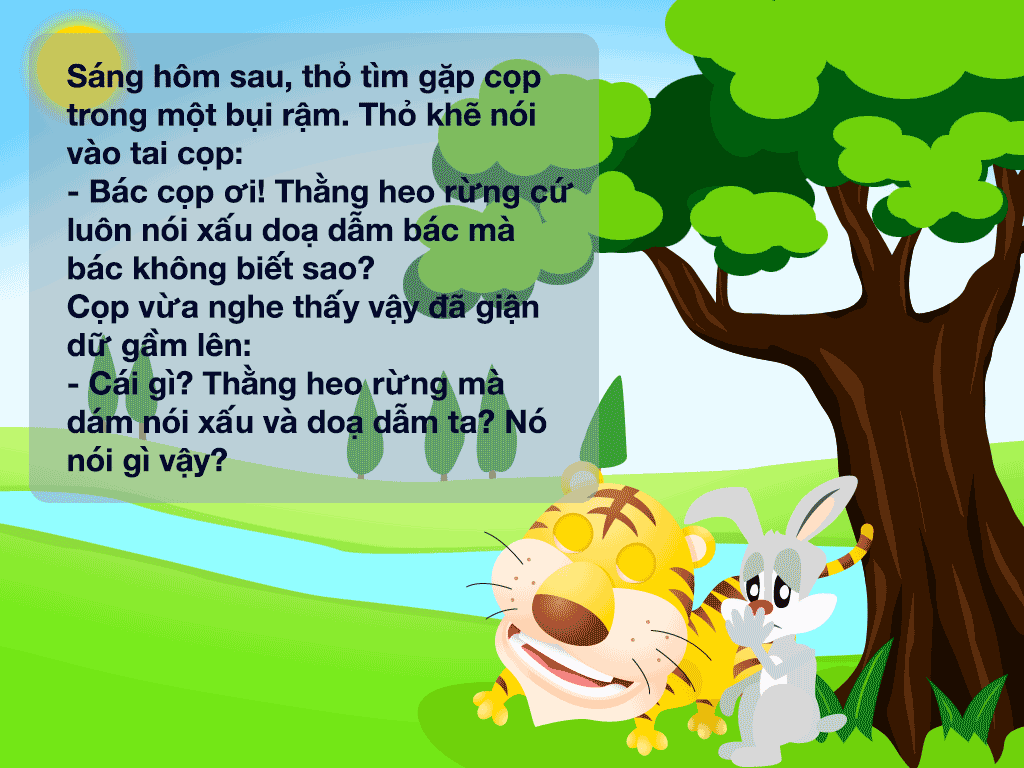 Sáng hôm sau, thỏ tìm gặp cọp
trong một bụi rậm. Thỏ khẽ nói
vào tai cọp:
- Bác cọp ơi! Thằng heo rừng cứ
luôn nói xấu doạ dẫm bác mà
bác không biết sao?
Cọp vừa nghe thấy vậy đã giận
dữ gầm lên:
- Cái gì? Thằng heo rừng mà
dám nói xấu và doạ dẫm ta? Nó
nói gì vậy?